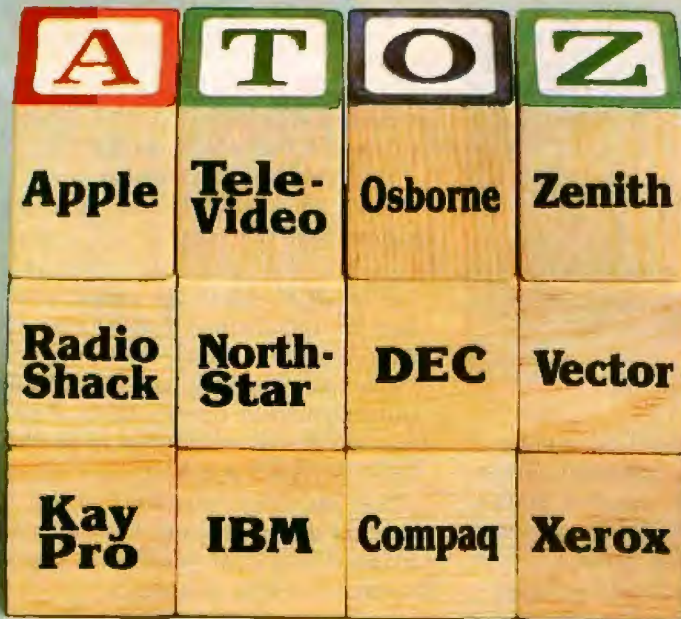 A T O Z
Apple
Tele-
Video
Osborne
Zenith
Radio
Shack
North-
Star
DEC
Vector
Kay
Pro
IBM
Compaq
Xerox